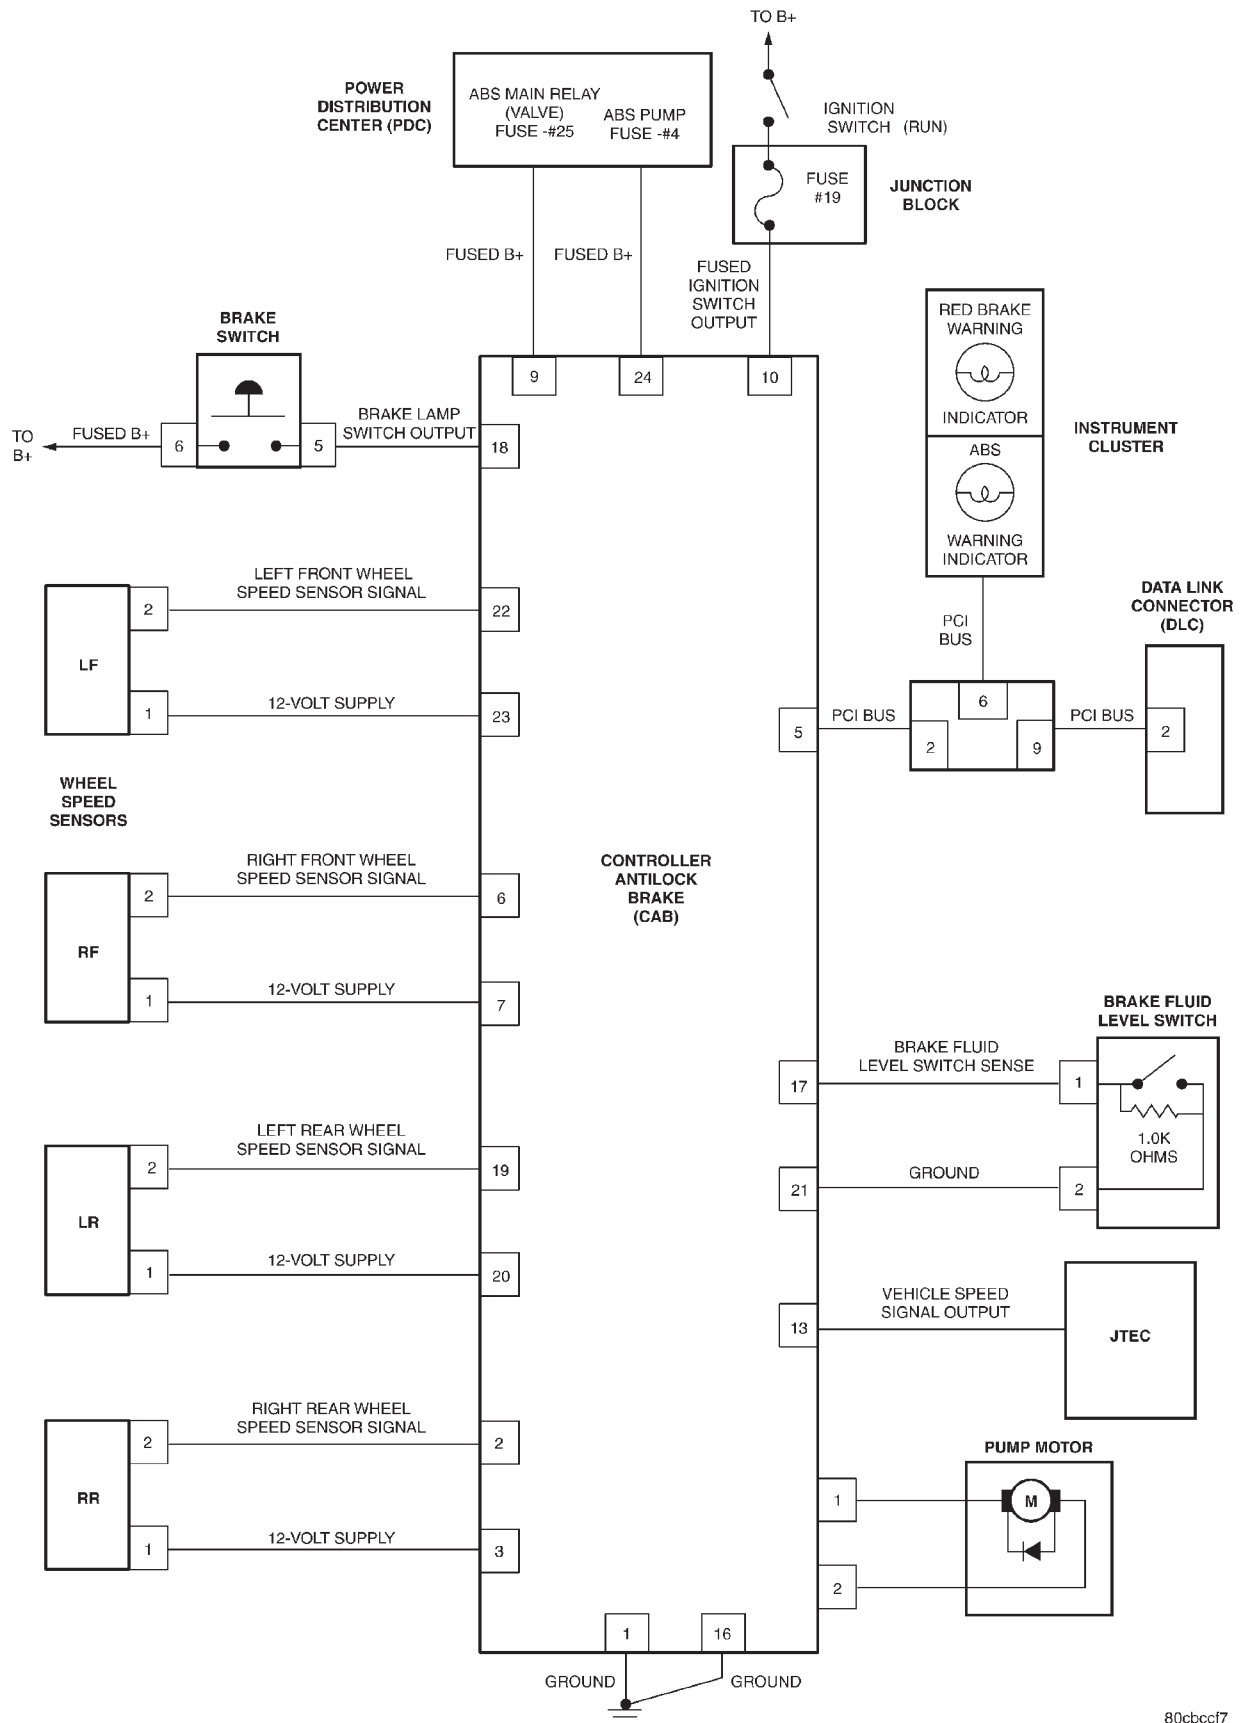 TO B+
POWER
DISTRIBUTION
CENTER (PDC)
ABS MAIN RELAY
(VALVE)
FUSE -#25
ABS PUMP
FUSE -#4
IGNITION
SWITCH (RUN)
FUSE
#19
JUNCTION
BLOCK
FUSED B+
FUSED B+
FUSED
IGNITION
SWITCH
OUTPUT
BRAKE
SWITCH
RED BRAKE
WARNING
INDICATOR
ABS
WARNING
INDICATOR
INSTRUMENT
CLUSTER
9
24
10
TO
B+
FUSED B+
6
5
BRAKE LAMP
SWITCH OUTPUT
18
LEFT FRONT WHEEL
SPEED SENSOR SIGNAL
2
22
LF
12-VOLT SUPPLY
1
23
PCI
BUS
DATA LINK
CONNECTOR
(DLC)
5
PCI BUS
6
2
9
PCI BUS
2
WHEEL
SPEED
SENSORS
CONTROLLER
ANTILOCK
BRAKE
(CAB)
RIGHT FRONT WHEEL
SPEED SENSOR SIGNAL
2
6
RF
12-VOLT SUPPLY
1
7
BRAKE FLUID
LEVEL SWITCH
BRAKE FLUID
LEVEL SWITCH SENSE
17
1
1.0K
OHMS
GROUND
21
2
LEFT REAR WHEEL
SPEED SENSOR SIGNAL
2
19
LR
12-VOLT SUPPLY
1
20
VEHICLE SPEED
SIGNAL OUTPUT
13
JTEC
RIGHT REAR WHEEL
SPEED SENSOR SIGNAL
2
2
RR
12-VOLT SUPPLY
1
3
PUMP MOTOR
1
M
2
1
16
GROUND
GROUND
80cbccf7